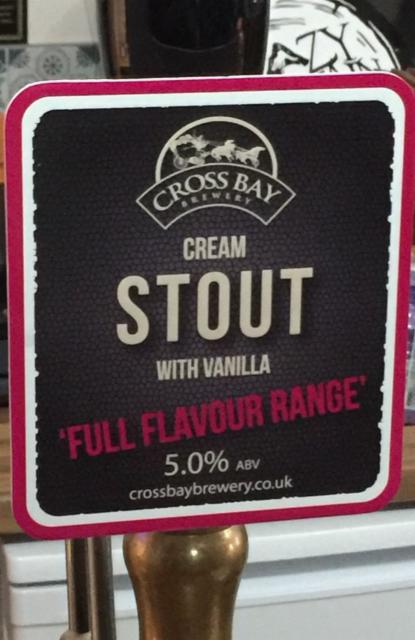 CROSS BAY
BREWERY
CREAM
STOUT
WITH VANILLA
'FULL FLAVOUR RANGE'
5.0% ABV
crossbaybrewery.co.uk